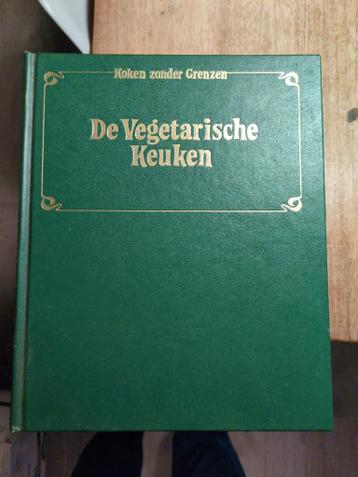 Koken zonder Grenzen
De Vegetarische
Keuken